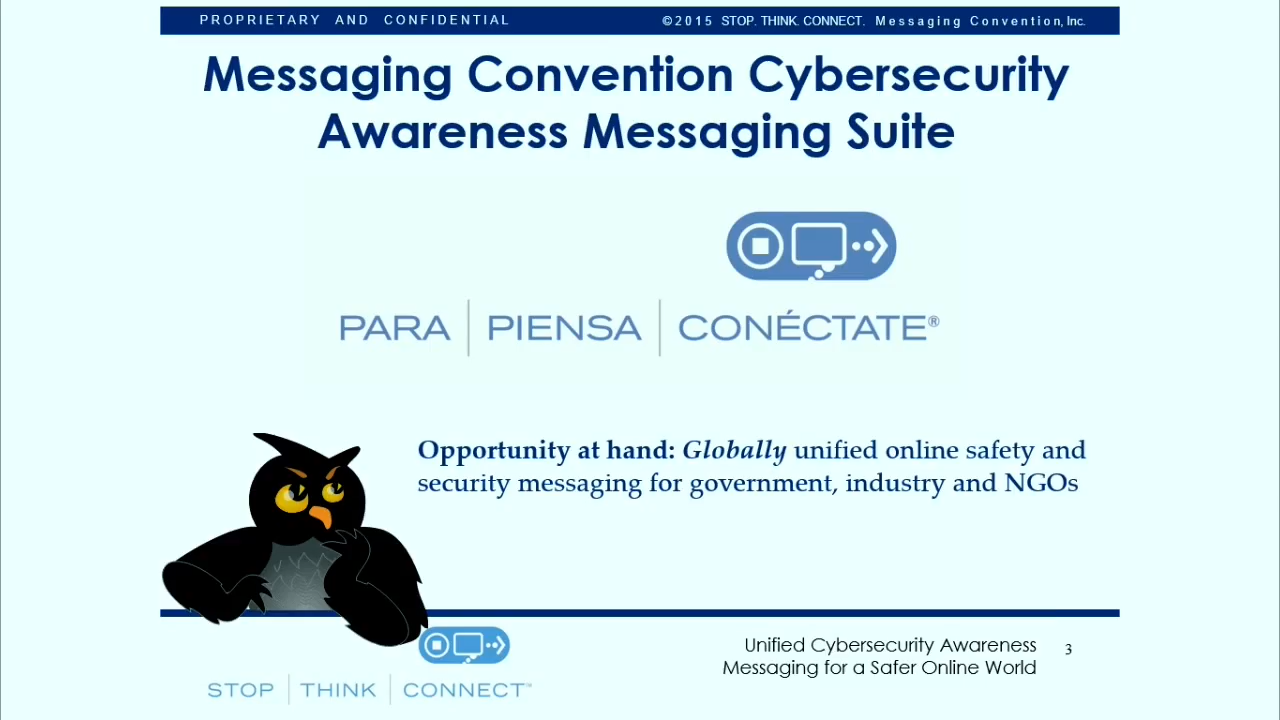 PROPRIETARY AND CONFIDENTIAL
©2015 STOP. THINK. CONNECT. Messaging Convention, Inc.
Messaging Convention Cybersecurity
Awareness Messaging Suite
PARA | PIENSA | CONÉCTATE®
Opportunity at hand: Globally unified online safety and
security messaging for government, industry and NGOs
Unified Cybersecurity Awareness
Messaging for a Safer Online World
3
STOP | THINK | CONNECT™